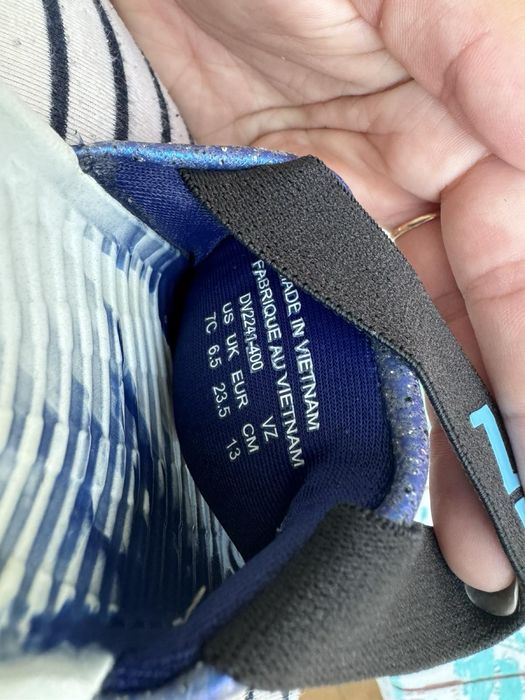 MADE IN VIETNAM
FABRIQUE AU VIETNAM
DV2241-400 VZ
US UK EUR CM
7C 6.5 23.5 13